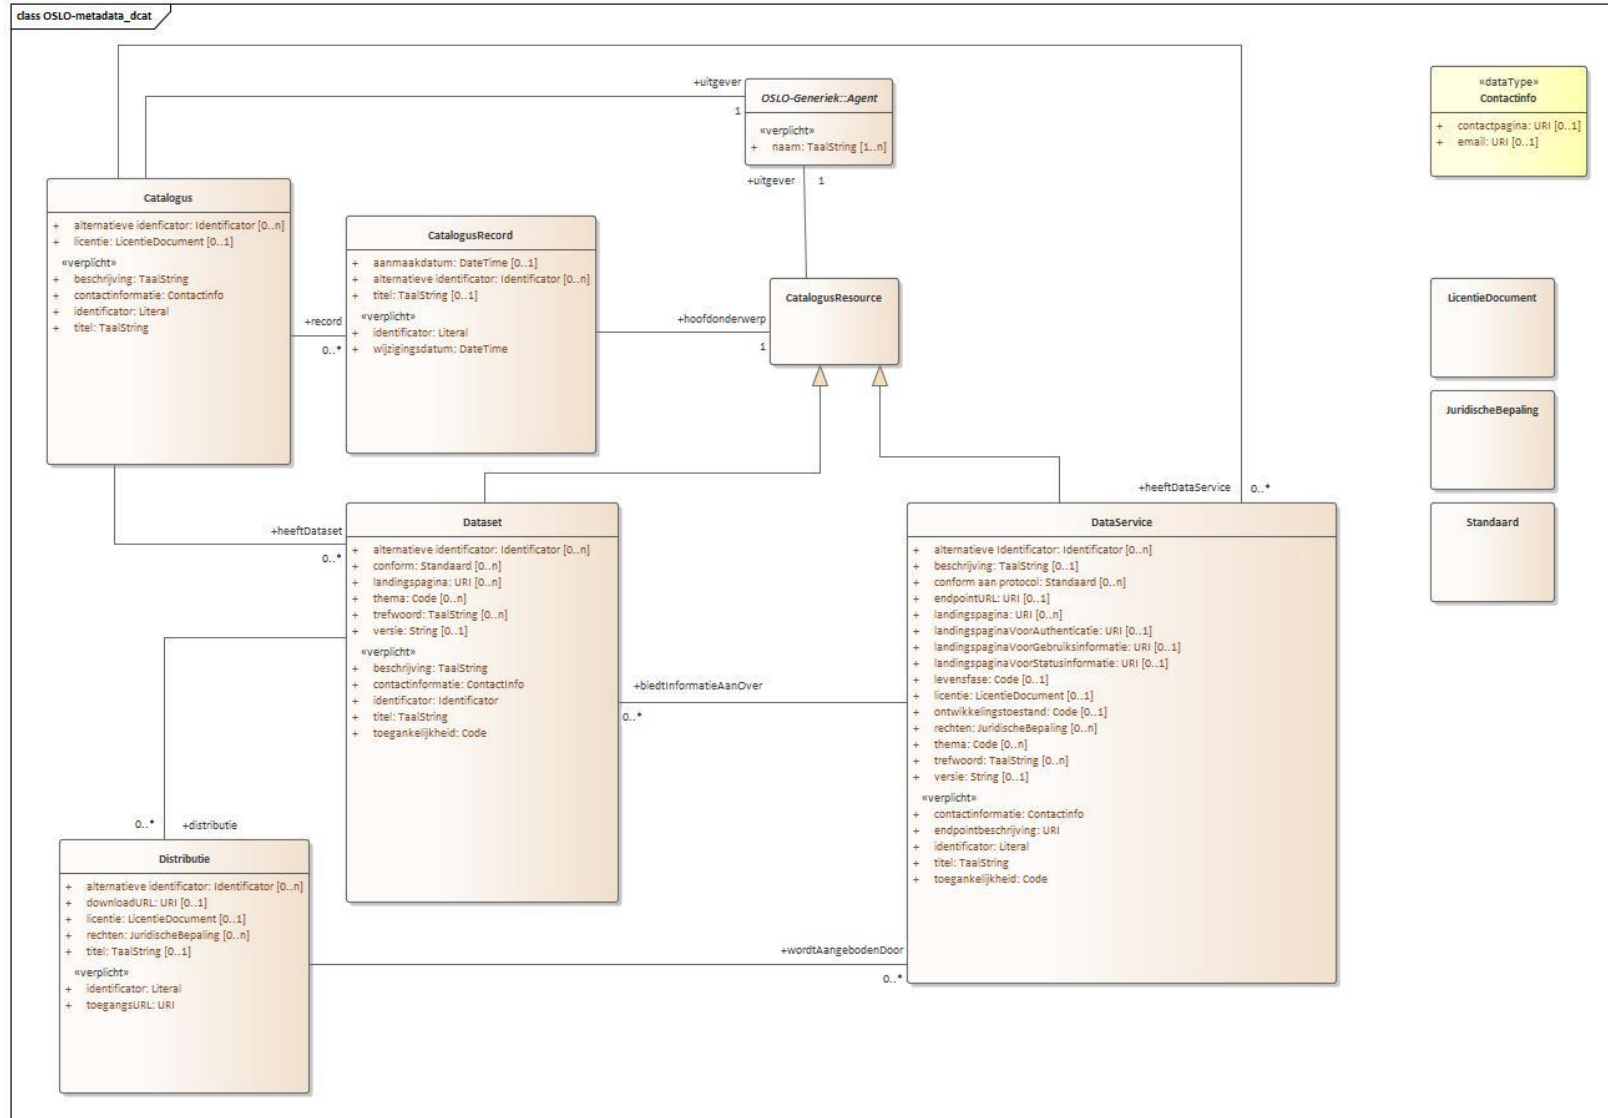 class OSLO-metadata_dcat
+uitgever
1
OSLO-Generiek::Agent
«verplicht»
+ naam: TaalString [1..n]
+uitgever 1
«dataType»
Contactinfo
+ contactpagina: URI [0..1]
+ email: URI [0..1]
Catalogus
+ alternatieve idenficator: Identificator [0..n]
+ licentie: LicentieDocument [0..1]
«verplicht»
+ beschrijving: TaalString
+ contactinformatie: Contactinfo
+ identificator: Literal
+ titel: TaalString
+record
0..*
CatalogusRecord
+ aanmaakdatum: DateTime [0..1]
+ alternatieve identificator: Identificator [0..n]
+ titel: TaalString [0..1]
«verplicht»
+ identificator: Literal
+ wijzigingsdatum: DateTime
+hoofdonderwerp
1
CatalogusResource
LicentieDocument
JuridischeBepaling
Standaard
+heeftDataService 0..*
+heeftDataset
0..*
Dataset
+ alternatieve identificator: Identificator [0..n]
+ conform: Standaard [0..n]
+ landingspagina: URI [0..n]
+ thema: Code [0..n]
+ trefwoord: TaalString [0..n]
+ versie: String [0..1]
«verplicht»
+ beschrijving: TaalString
+ contactinformatie: ContactInfo
+ identificator: Identificator
+ titel: TaalString
+ toegankelijkheid: Code
+biedtInformatieAanOver
0..*
DataService
+ alternatieve Identificator: Identificator [0..n]
+ beschrijving: TaalString [0..1]
+ conform aan protocol: Standaard [0..n]
+ endpointURL: URI [0..1]
+ landingspagina: URI [0..n]
+ landingspaginaVoorAuthenticatie: URI [0..1]
+ landingspaginaVoorGebruiksinformatie: URI [0..1]
+ landingspaginaVoorStatusinformatie: URI [0..1]
+ levensfase: Code [0..1]
+ licentie: LicentieDocument [0..1]
+ ontwikkelingstoestand: Code [0..1]
+ rechten: JuridischeBepaling [0..n]
+ thema: Code [0..n]
+ trefwoord: TaalString [0..n]
+ versie: String [0..1]
«verplicht»
+ contactinformatie: Contactinfo
+ endpointbeschrijving: URI
+ identificator: Literal
+ titel: TaalString
+ toegankelijkheid: Code
0..* +distributie
Distributie
+ alternatieve identificator: Identificator [0..n]
+ downloadURL: URI [0..1]
+ licentie: LicentieDocument [0..1]
+ rechten: JuridischeBepaling [0..n]
+ titel: TaalString [0..1]
«verplicht»
+ identificator: Literal
+ toegangsURL: URI
+wordtAangebodenDoor
0..*